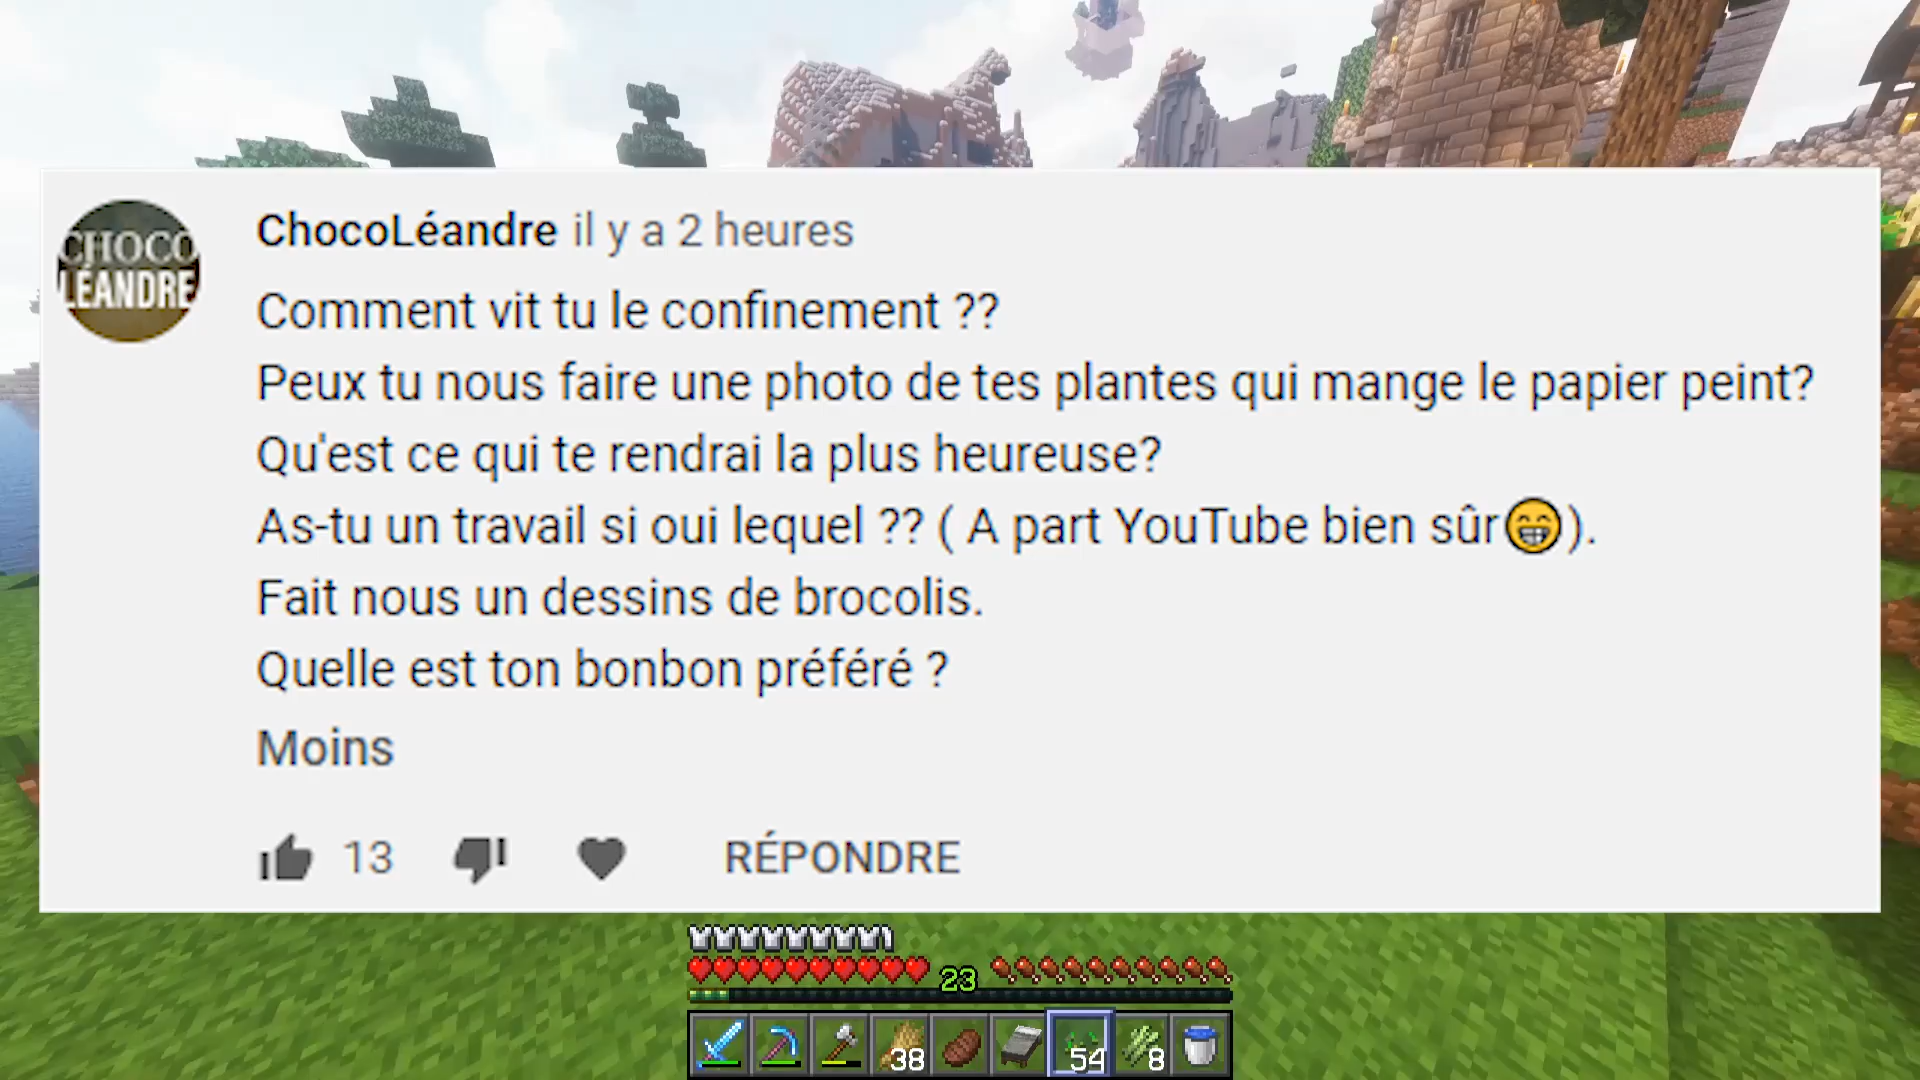 CHOCO
LÉANDRE
ChocoLéandre il y a 2 heures
Comment vit tu le confinement ??
Peux tu nous faire une photo de tes plantes qui mange le papier peint?
Qu'est ce qui te rendrai la plus heureuse?
As-tu un travail si oui lequel ?? ( A part YouTube bien sûr😁).
Fait nous un dessins de brocolis.
Quelle est ton bonbon préféré ?
Moins
13 RÉPONDRE
23
38 54 8